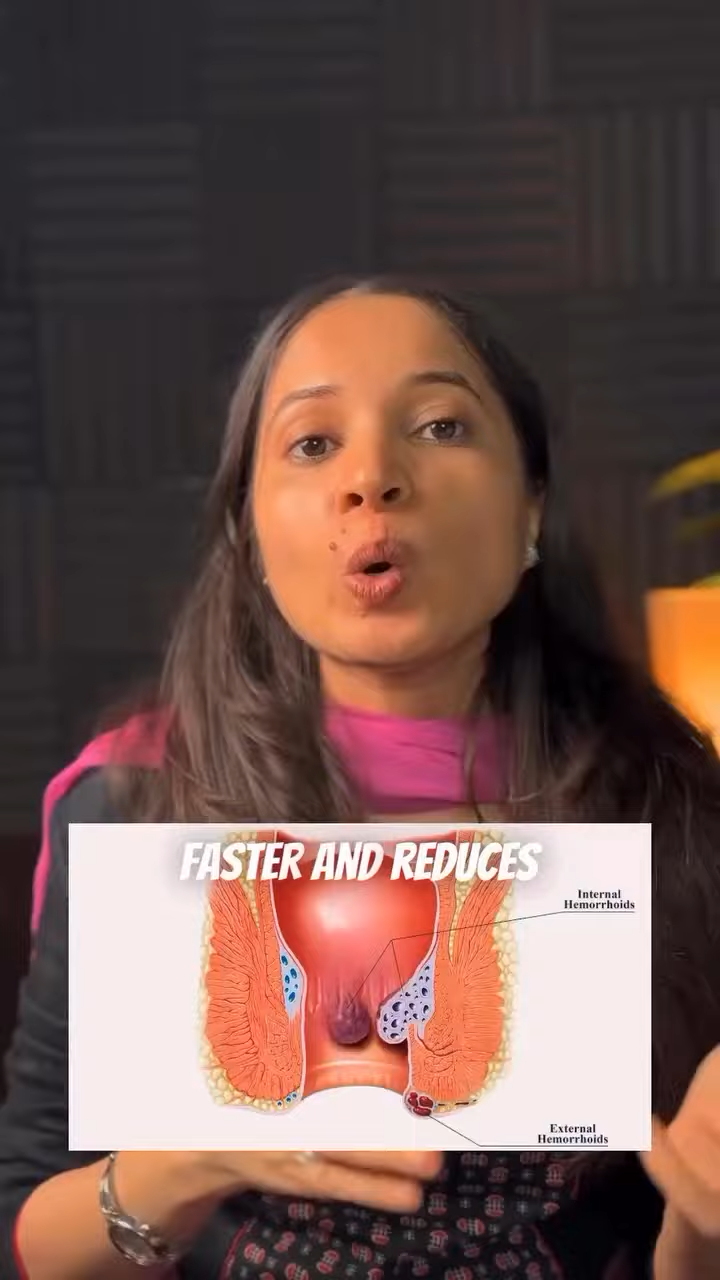 FASTER AND REDUCES
Internal
Hemorrhoids
External
Hemorrhoids